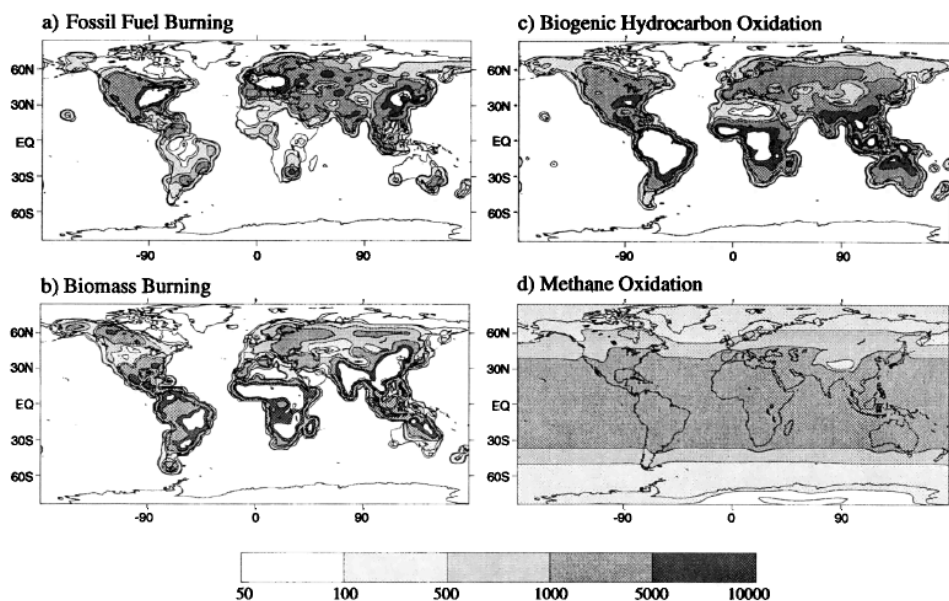 a) Fossil Fuel Burning
60N
30N
EQ
30S
60S
-90
0
90
c) Biogenic Hydrocarbon Oxidation
60N
30N
EQ
30S
60S
-90
0
90
b) Biomass Burning
60N
30N
EQ
30S
60S
-90
0
90
d) Methane Oxidation
60N
30N
EQ
30S
60S
-90
0
90
50
100
500
1000
5000
10000